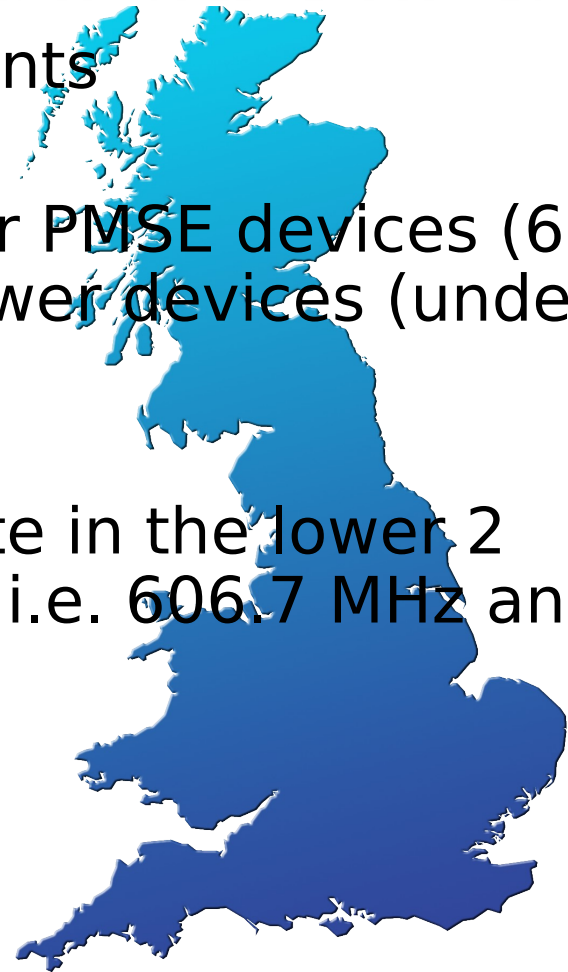 nts
r PMSE devices (6
wer devices (unde
te in the lower 2
i.e. 606.7 MHz an